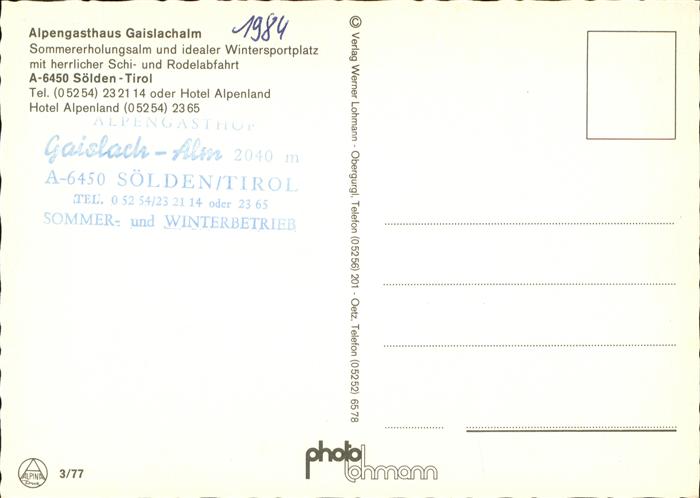 Alpengasthaus Gaislachalm
1984
Sommererholungsalm und idealer Wintersportplatz
mit herrlicher Schi- und Rodelabfahrt
A-6450 Sölden - Tirol
Tel. (05254) 232114 oder Hotel Alpenland
Hotel Alpenland (05254) 2365
ALPENGASTHOF
Gaislach - Alm 2040 m
A-6450 SÖLDEN/TIROL
TEL. 0 52 54/23 21 14 oder 23 65
SOMMER- und WINTERBETRIEB
© Verlag Werner Lohmann - Obergurgl, Telefon (05256) 201 - Oetz, Telefon (05252) 6578
ALPINA
Druck
3/77
photo
lohmann